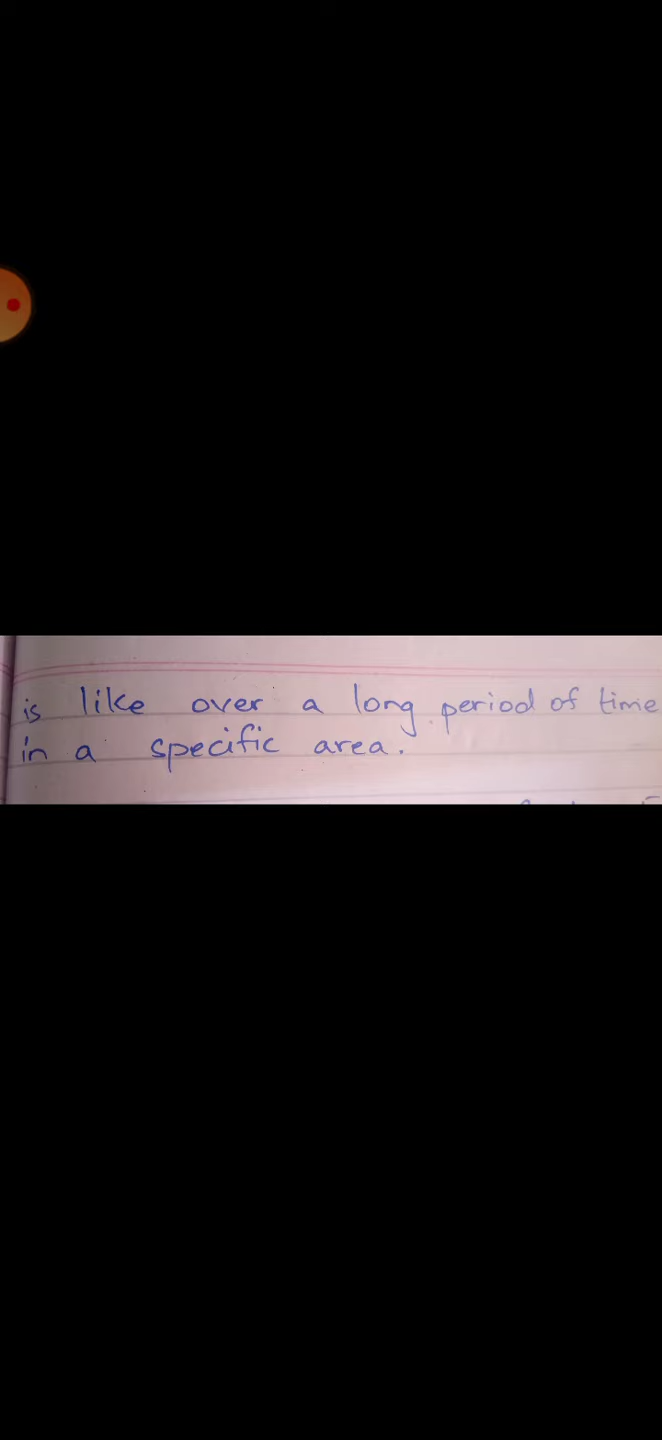 is like over a long period of time
in a specific area.